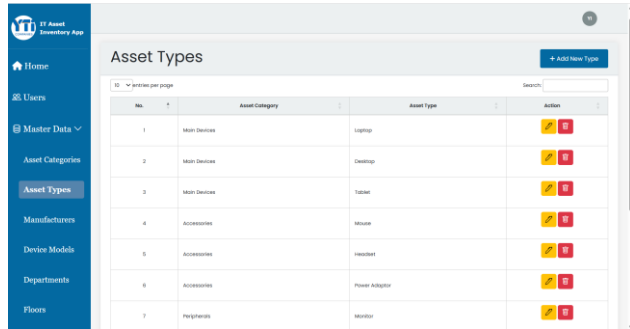 YTI
IT Asset
Inventory App
YI
Home
Users
Master Data
Asset Categories
Asset Types
Manufacturers
Device Models
Departments
Floors
Asset Types
+ Add New Type
10 entries per page
Search:
No. Asset Category Asset Type Action
1 Main Devices Laptop
2 Main Devices Desktop
3 Main Devices Tablet
4 Accessories Mouse
5 Accessories Headset
6 Accessories Power Adaptor
7 Peripherals Monitor